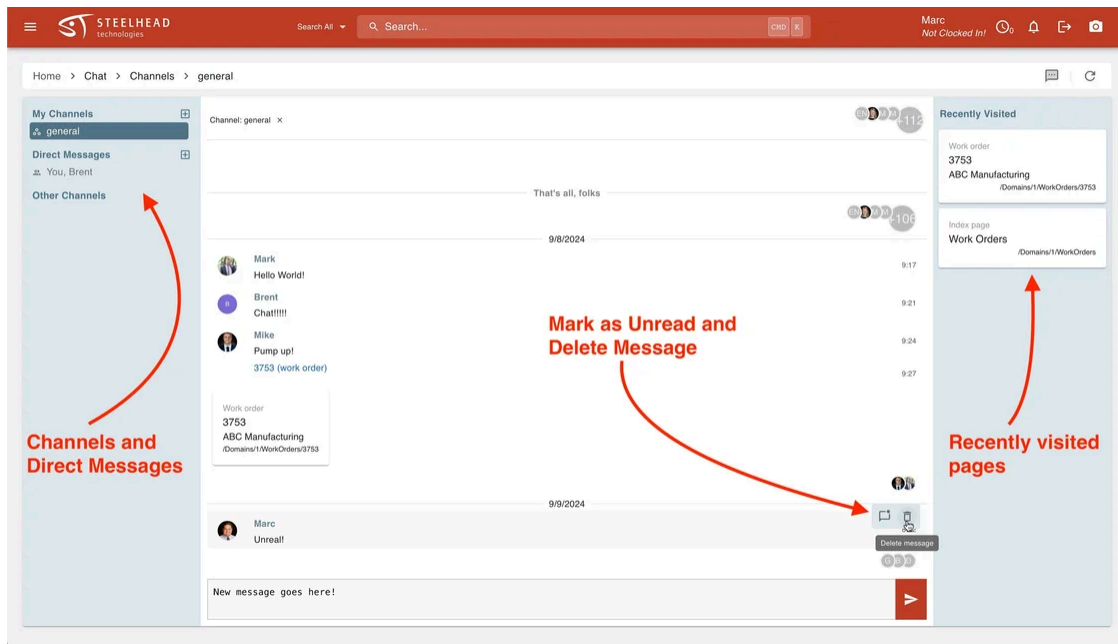 STEELHEAD
technologies
Search All
Search...
CMD K
Marc
Not Clocked In!
0
Home > Chat > Channels > general
My Channels
general
Direct Messages
You, Brent
Other Channels
Channel: general ×
EN M M +112
That's all, folks
EN M M +106
9/8/2024
Mark
Hello World!
9:17
Brent
B
Chat!!!!!
9:21
Mike
Pump up!
9:24
3753 (work order)
9:27
Work order
3753
ABC Manufacturing
/Domains/1/WorkOrders/3753
9/9/2024
Marc
Unreal!
Delete message
New message goes here!
Recently Visited
Work order
3753
ABC Manufacturing
/Domains/1/WorkOrders/3753
Index page
Work Orders
/Domains/1/WorkOrders
Channels and
Direct Messages
Mark as Unread and
Delete Message
Recently visited
pages